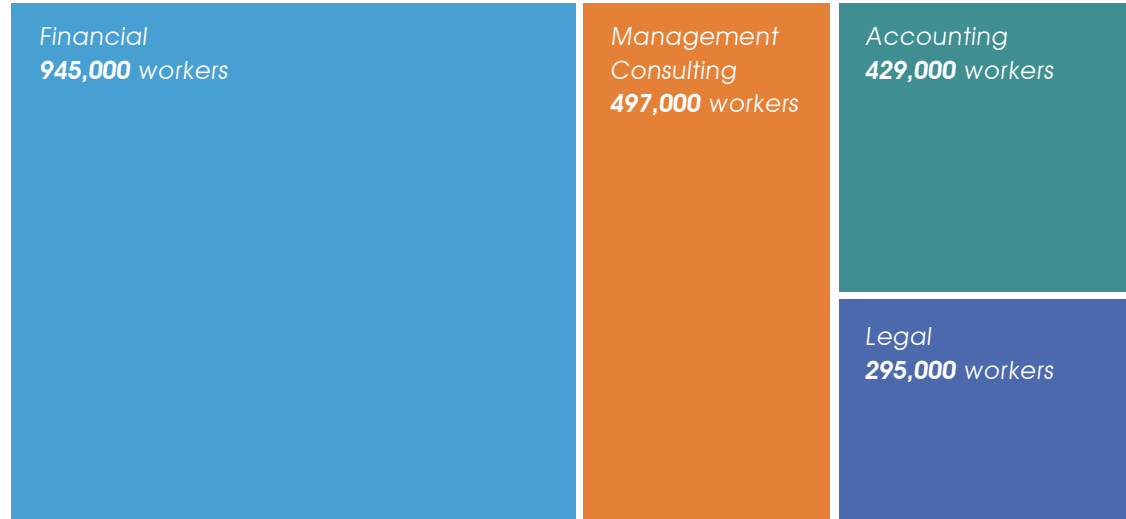 Financial
945,000 workers
Management
Consulting
497,000 workers
Accounting
429,000 workers
Legal
295,000 workers